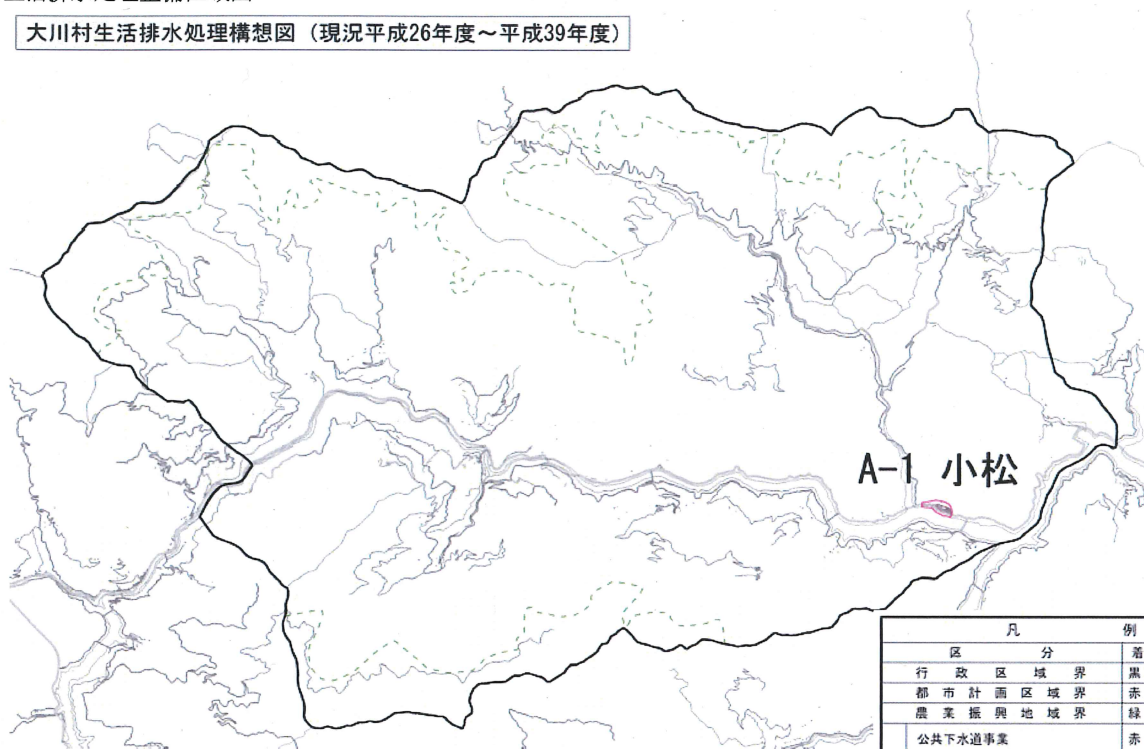 大川村生活排水処理構想図（現況平成26年度～平成39年度）
A-1 小松
凡 例
区 分 着
行 政 区 域 界 黒
都 市 計 画 区 域 界 赤
農 業 振 興 地 域 界 緑
公共下水道事業 赤